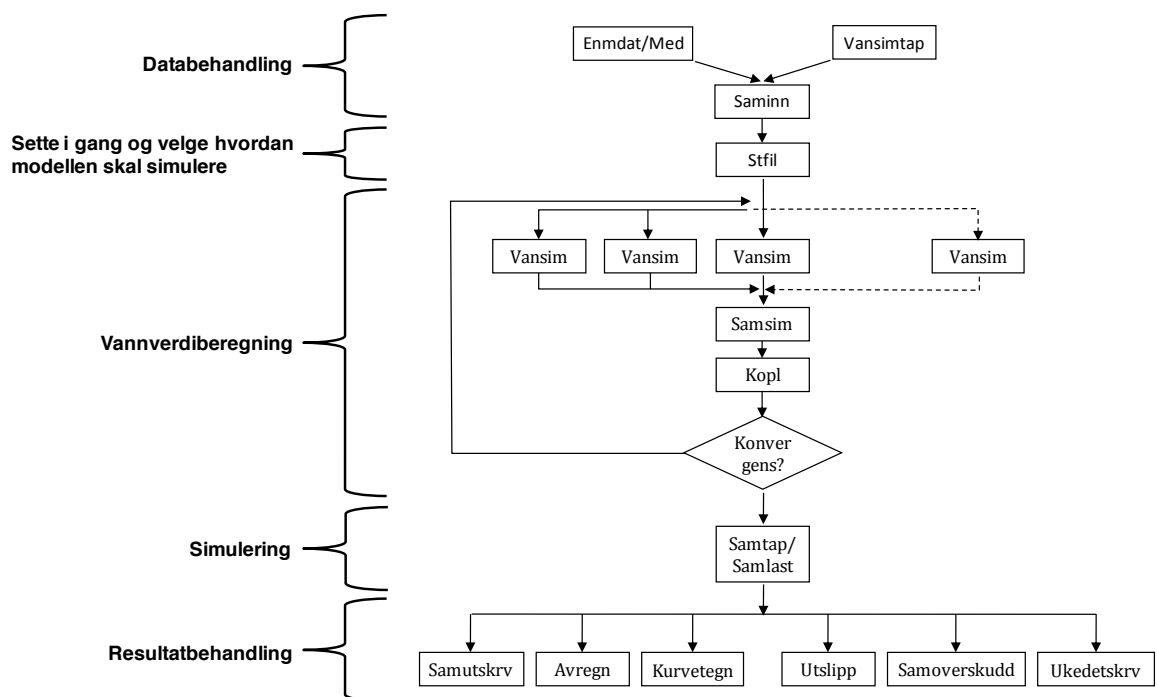 Databehandling
Enmdat/Med
Vansimtap
Saminn
Sette i gang og velge hvordan
modellen skal simulere
Stfil
Vannverdiberegning
Vansim
Vansim
Vansim
Vansim
Samsim
Kopl
Konver
gens?
Simulering
Samtap/
Samlast
Resultatbehandling
Samutskrv
Avregn
Kurvetegn
Utslipp
Samoverskudd
Ukedetskrv